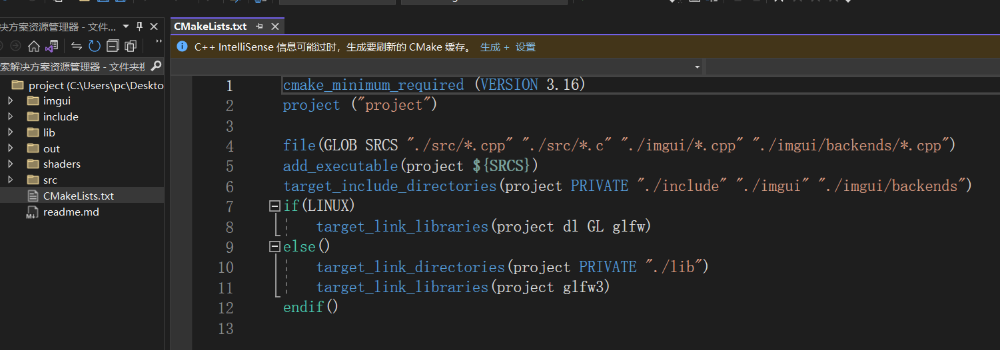 决方案资源管理器 - 文件...
CMakeLists.txt
C++ IntelliSense 信息可能过时，生成要刷新的 CMake 缓存。 生成 + 设置
索解决方案资源管理器 - 文件夹视
project (C:\Users\pc\Deskto
imgui
include
lib
out
shaders
src
CMakeLists.txt
readme.md
1 cmake_minimum_required (VERSION 3.16)
2 project ("project")
3
4 file(GLOB SRCS "./src/*.cpp" "./src/*.c" "./imgui/*.cpp" "./imgui/backends/*.cpp")
5 add_executable(project ${SRCS})
6 target_include_directories(project PRIVATE "./include" "./imgui" "./imgui/backends")
7 if(LINUX)
8 target_link_libraries(project dl GL glfw)
9 else()
10 target_link_directories(project PRIVATE "./lib")
11 target_link_libraries(project glfw3)
12 endif()
13